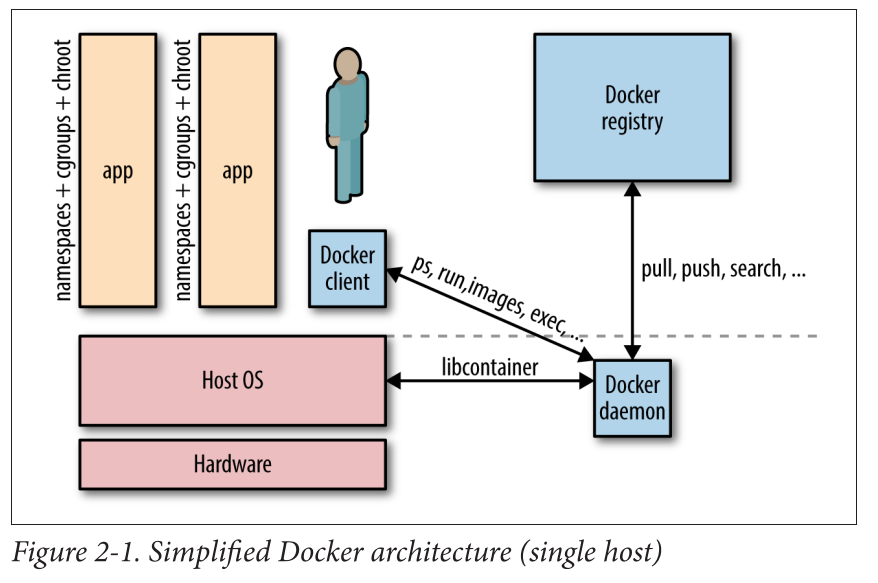 namespaces + cgroups + chroot
app
namespaces + cgroups + chroot
app
Docker
registry
Docker
client
ps, run,images, exec, ...
pull, push, search, ...
Host OS
libcontainer
Docker
daemon
Hardware
Figure 2-1. Simplified Docker architecture (single host)